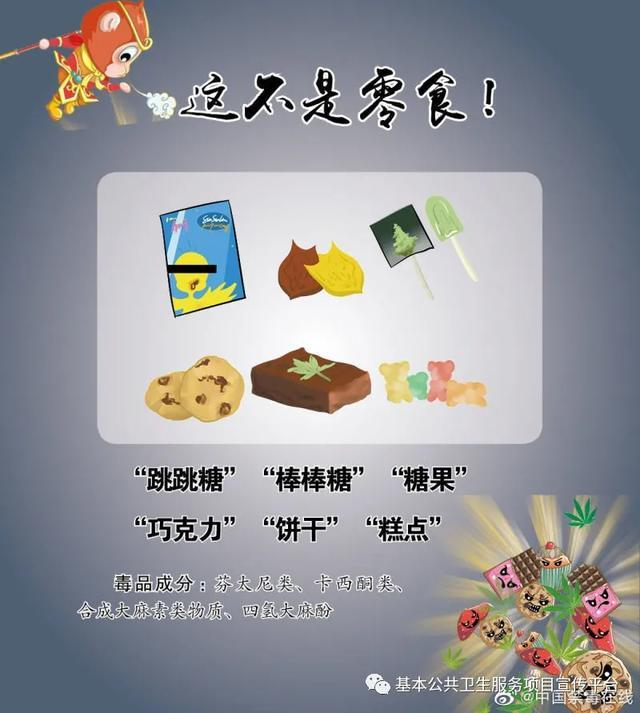 这不是零食！
“跳跳糖” “棒棒糖” “糖果”
“巧克力” “饼干” “糕点”
毒品成分：芬太尼类、卡西酮类、
合成大麻素类物质、四氢大麻酚
基本公共卫生服务项目宣传平台
@中国禁毒在线